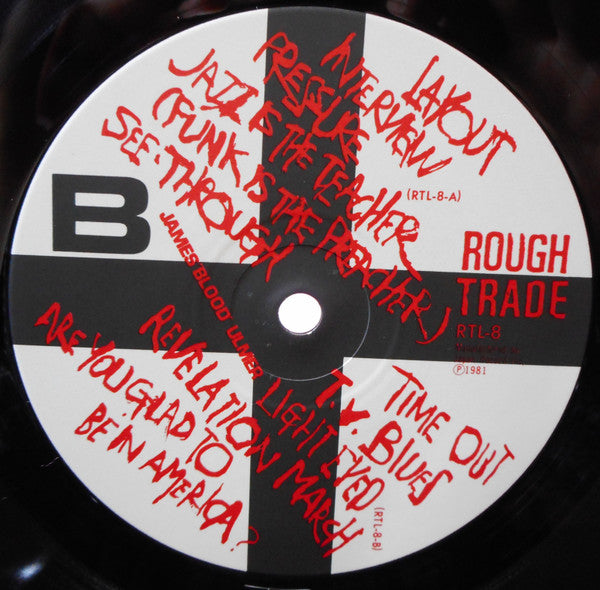 LAYOUT
INTERVIEW
PRESSURE
JAZZ IS THE TEACHER
(FUNK IS THE PREACHER)
SEE-THROUGH
(RTL-8-A)
B
JAMES BLOOD ULMER
ROUGH
TRADE
RTL-8
Ⓟ1981
TIME OUT
T.V. BLUES
LIGHT EYED
REVELATION MARCH
ARE YOU GLAD TO
BE IN AMERICA?
(RTL-8-B)